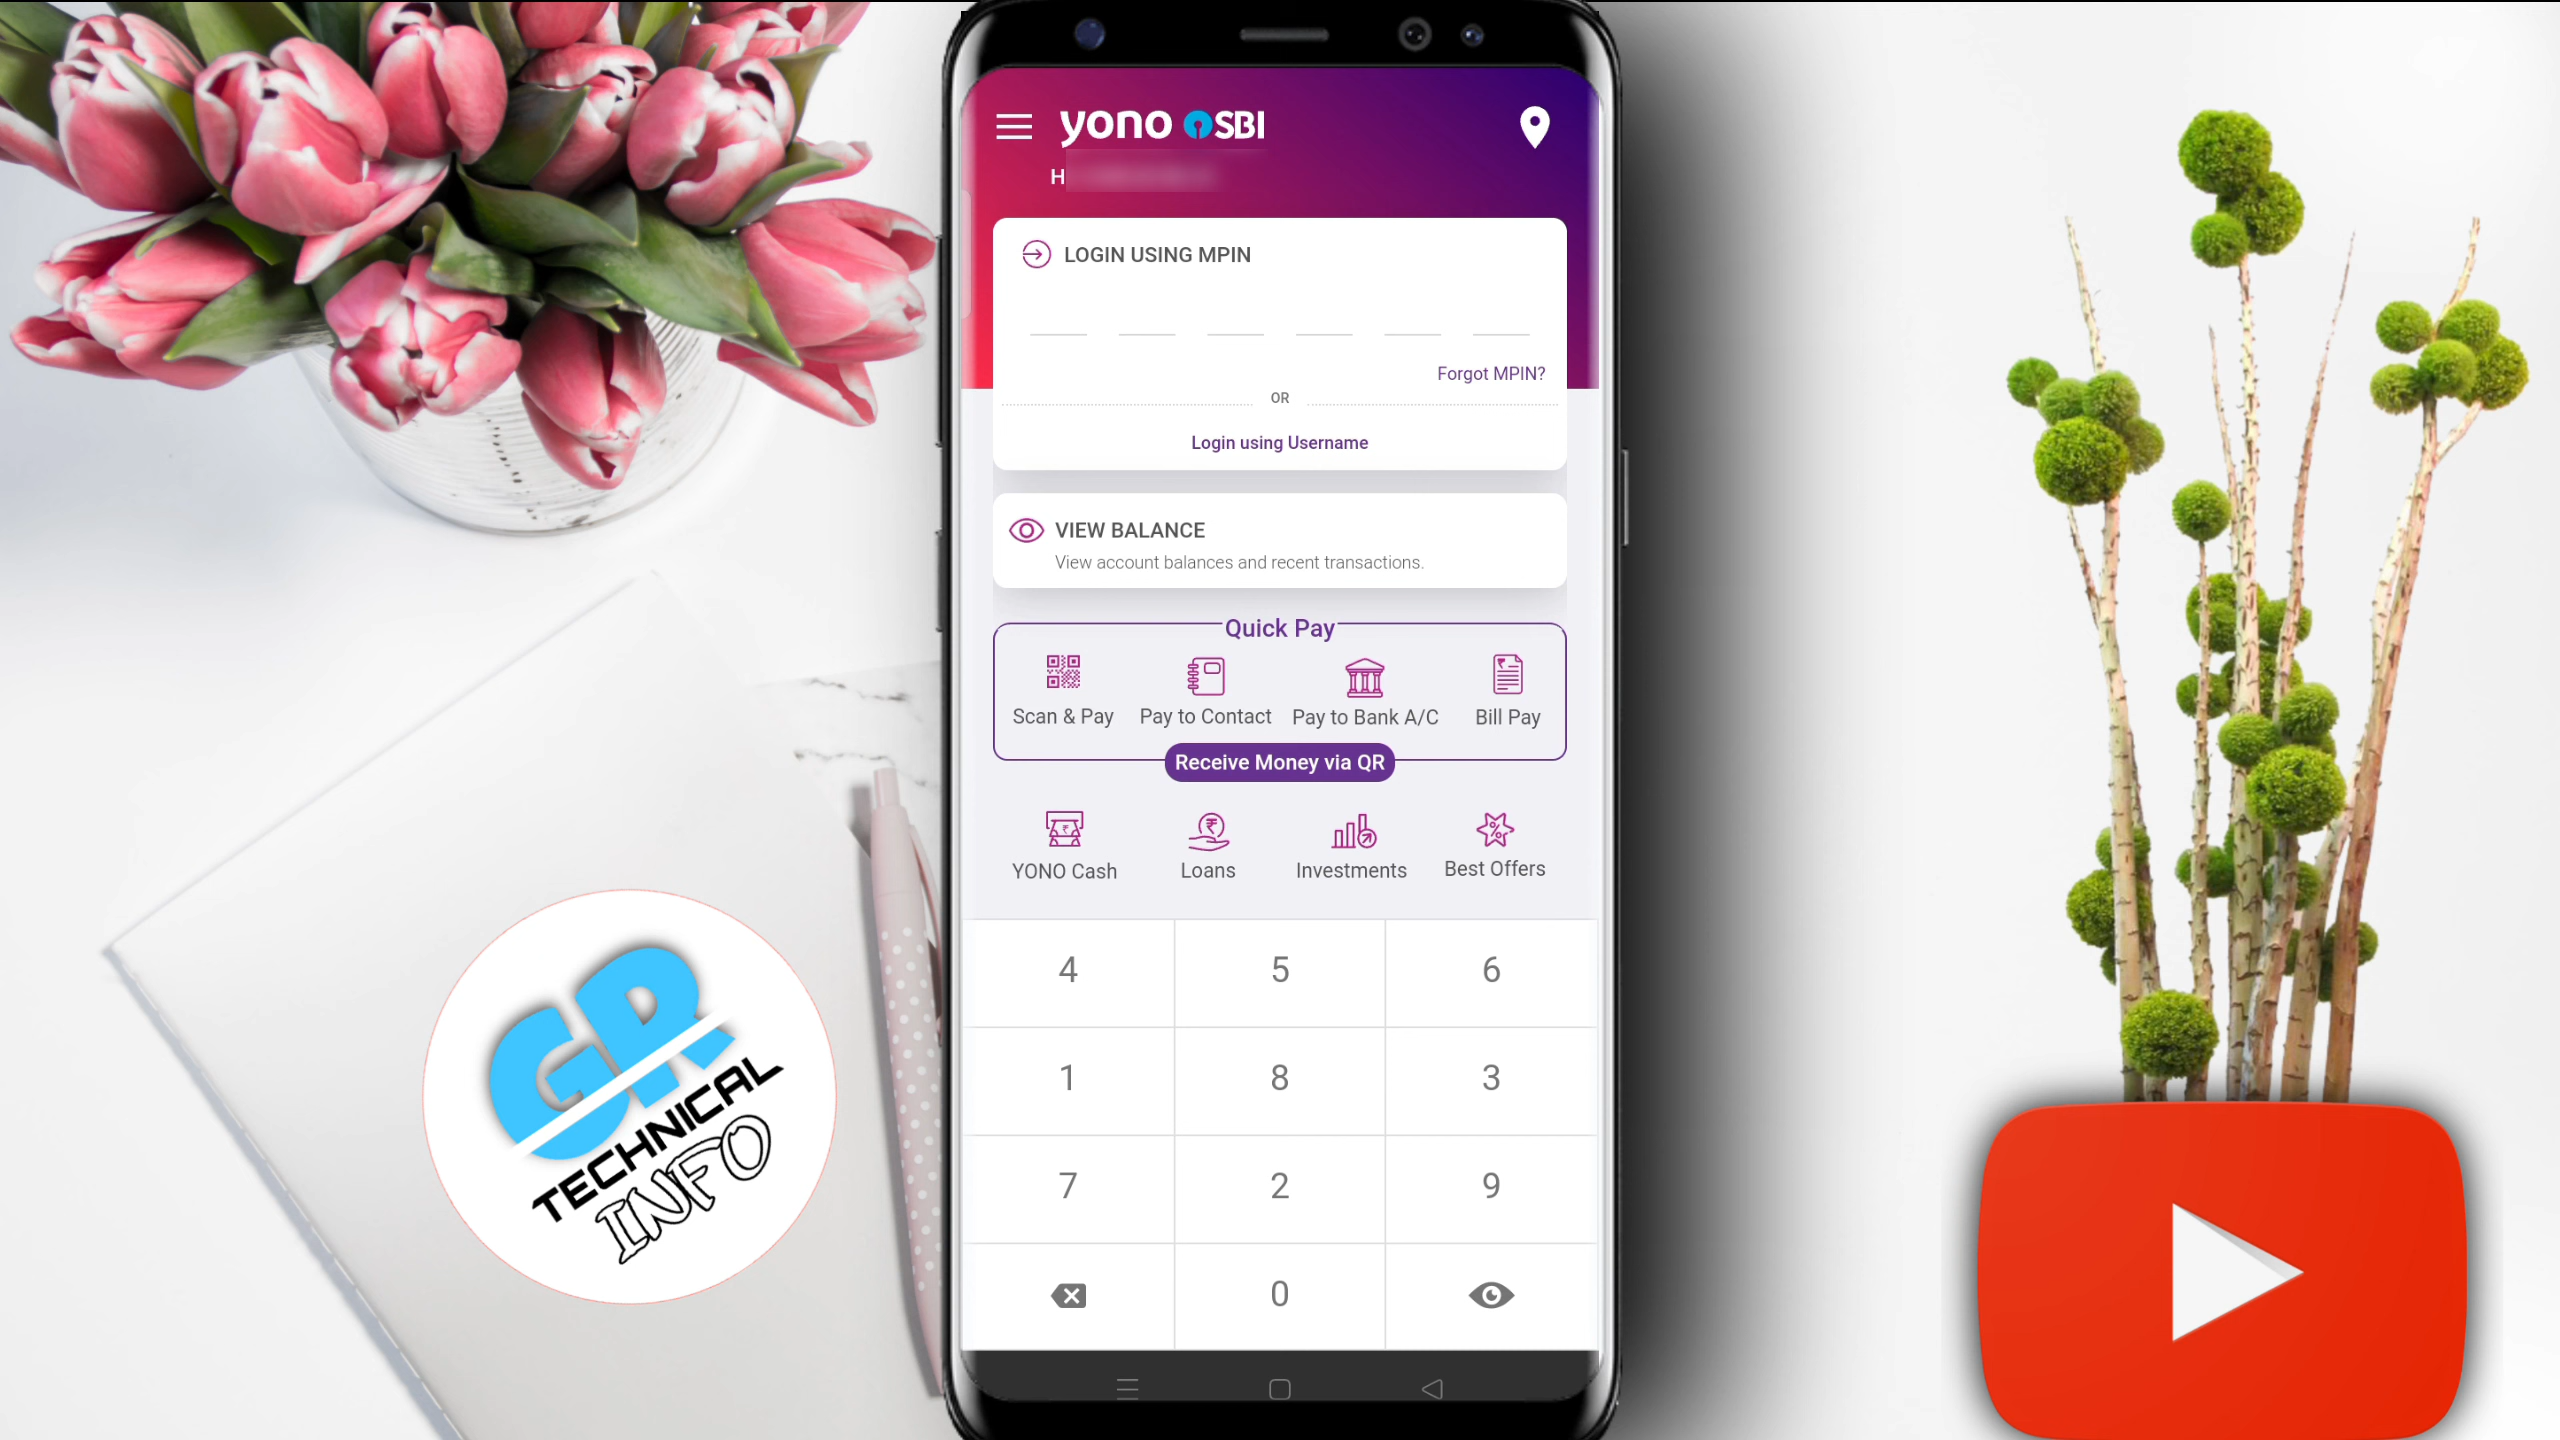 yono SBI
H
LOGIN USING MPIN
Forgot MPIN?
OR
Login using Username
VIEW BALANCE
View account balances and recent transactions.
Quick Pay
Scan & Pay
Pay to Contact
Pay to Bank A/C
Bill Pay
Receive Money via QR
YONO Cash
Loans
Investments
Best Offers
4 5 6
1 8 3
7 2 9
0
GR
TECHNICAL
INFO